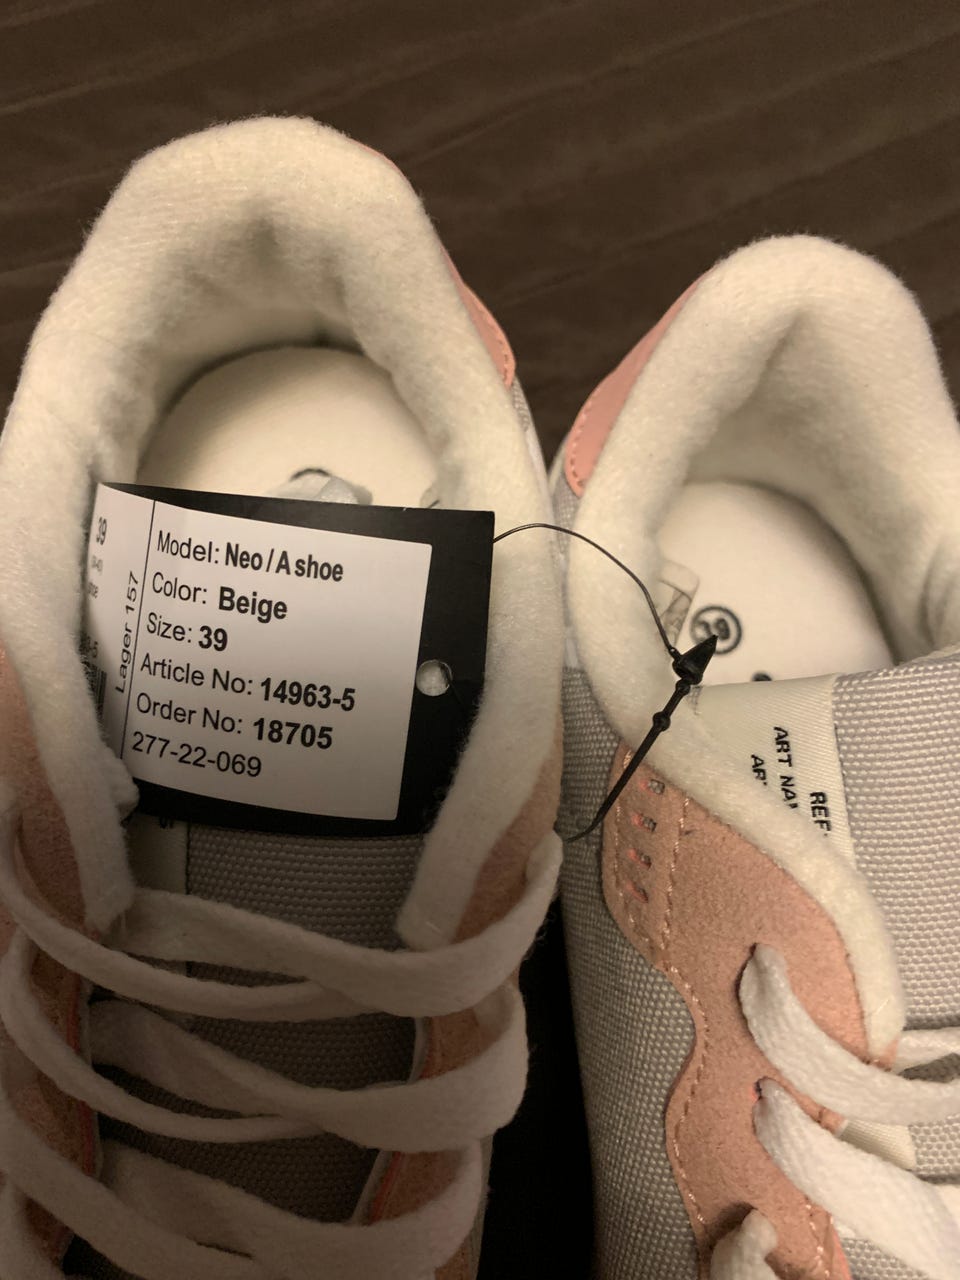 39
Lager 157
Model: Neo / A shoe
Color: Beige
Size: 39
Article No: 14963-5
Order No: 18705
277-22-069
REF
ART NA
AR